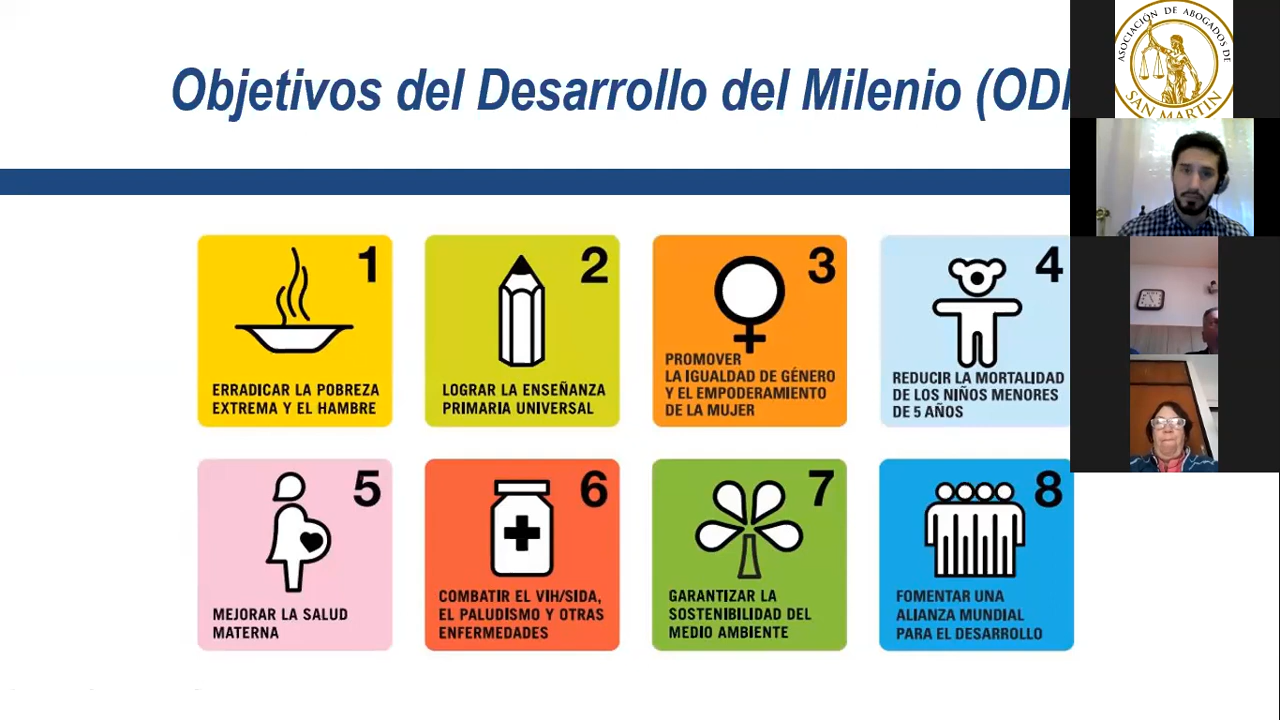 Objetivos del Desarrollo del Milenio (OD
ASOCIACIÓN DE ABOGADOS DE
SAN MARTIN
1
ERRADICAR LA POBREZA
EXTREMA Y EL HAMBRE
2
LOGRAR LA ENSEÑANZA
PRIMARIA UNIVERSAL
3
PROMOVER
LA IGUALDAD DE GÉNERO
Y EL EMPODERAMIENTO
DE LA MUJER
4
REDUCIR LA MORTALIDAD
DE LOS NIÑOS MENORES
DE 5 AÑOS
5
MEJORAR LA SALUD
MATERNA
6
COMBATIR EL VIH/SIDA,
EL PALUDISMO Y OTRAS
ENFERMEDADES
7
GARANTIZAR LA
SOSTENIBILIDAD DEL
MEDIO AMBIENTE
8
FOMENTAR UNA
ALIANZA MUNDIAL
PARA EL DESARROLLO